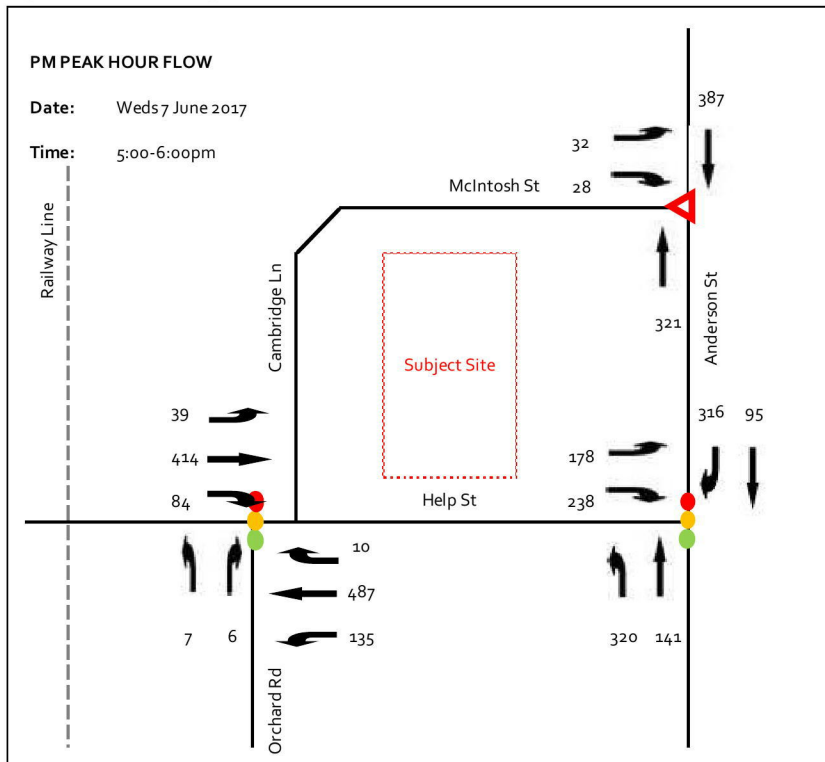 PM PEAK HOUR FLOW
Date: Weds 7 June 2017
Time: 5:00-6:00pm
387
32
28
McIntosh St
Railway Line
Cambridge Ln
Anderson St
321
Subject Site
39
414
84
316 95
178
238
Help St
10
487
135
7 6
320 141
Orchard Rd